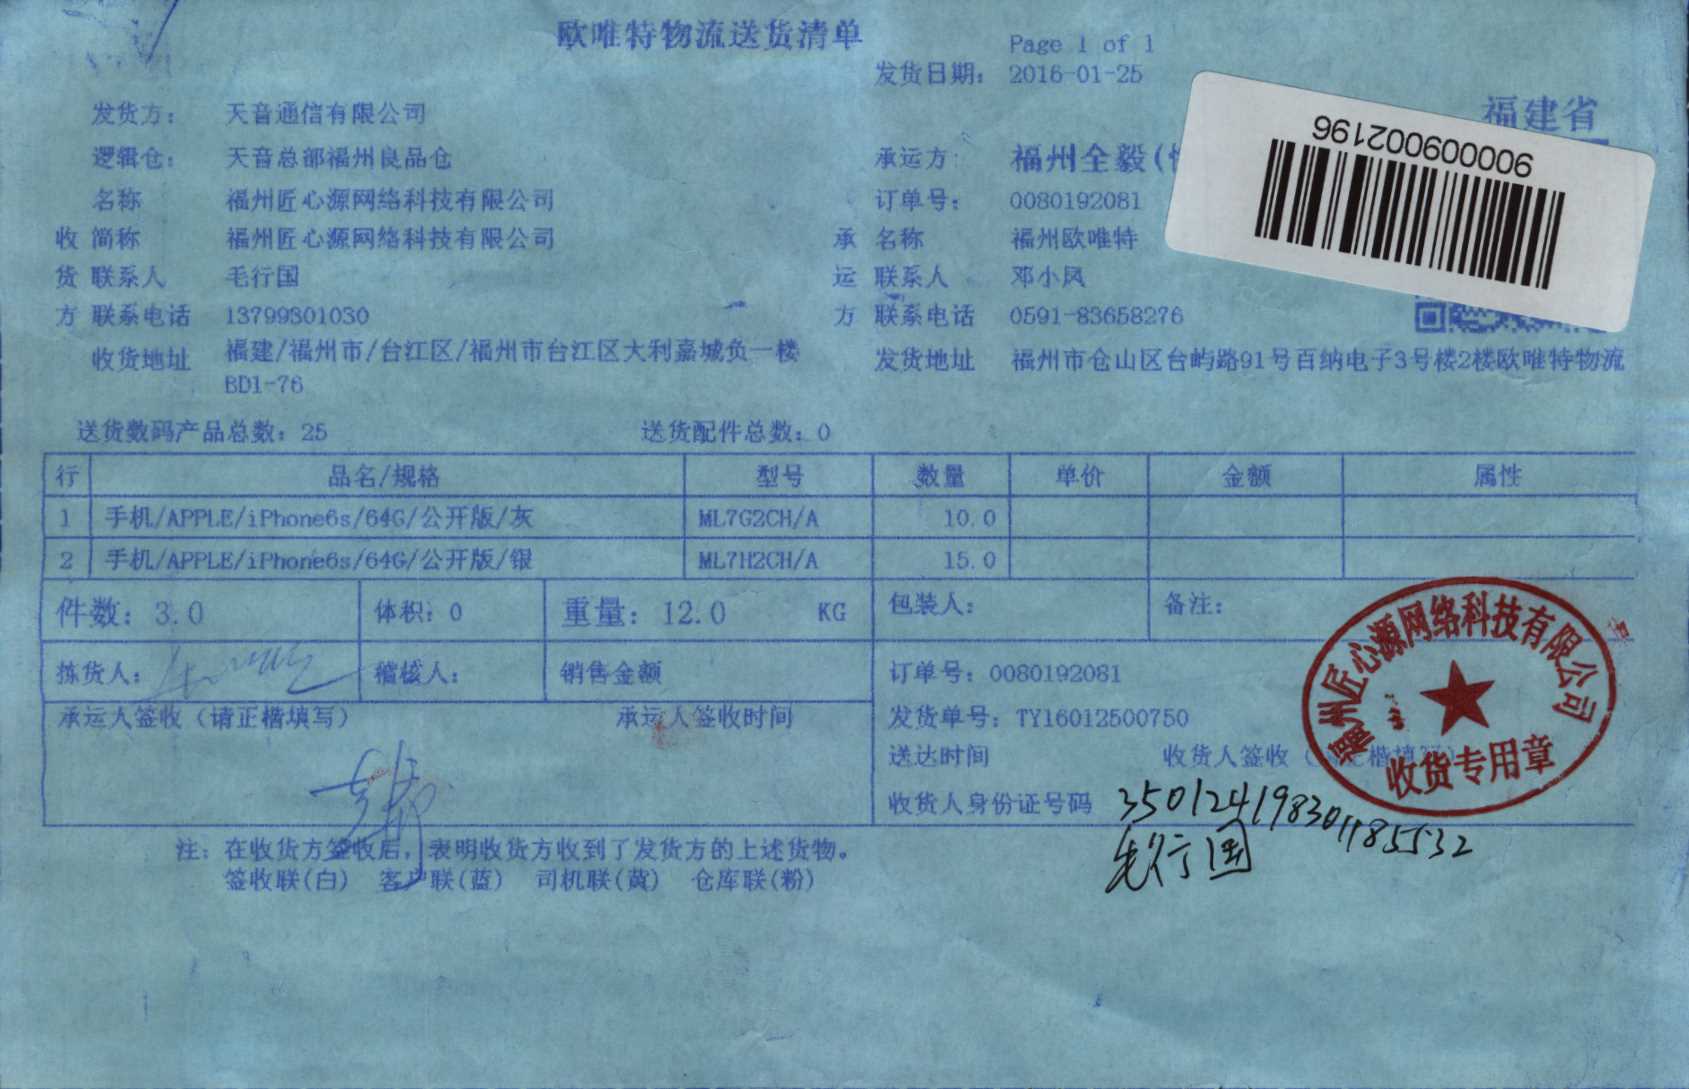 欧唯特物流送货清单
Page 1 of 1
发货日期: 2016-01-25
福建省
90000900２196
发货方: 天音通信有限公司
逻辑仓: 天音总部福州良品仓 承运方: 福州全毅(
名称 福州匠心源网络科技有限公司 订单号: 0080192081
收 简称 福州匠心源网络科技有限公司 承 名称 福州欧唯特
货 联系人 毛行国 运 联系人 邓小凤
方 联系电话 13799301030 方 联系电话 0591-83658276
收货地址 福建/福州市/台江区/福州市台江区大利嘉城负一楼 发货地址 福州市仓山区台屿路91号百纳电子3号楼2楼欧唯特物流
BD1-76
送货数码产品总数: 25 送货配件总数: 0
行 品名/规格 型号 数量 单价 金额 属性
1 手机/APPLE/iPhone6s/64G/公开版/灰 ML7G2CH/A 10.0
2 手机/APPLE/iPhone6s/64G/公开版/银 ML7H2CH/A 15.0
件数: 3.0 体积: 0 重量: 12.0 KG 包装人: 备注:
拣货人: 稽核人: 销售金额 订单号: 0080192081
承运人签收（请正楷填写） 承运人签收时间 发货单号: TY16012500750
送达时间 收货人签收（
收货人身份证号码 350124198301185532
毛行国
福州匠心源网络科技有限公司
收货专用章
注: 在收货方签收后, 表明收货方收到了发货方的上述货物。
签收联(白) 客户联(蓝) 司机联(黄) 仓库联(粉)